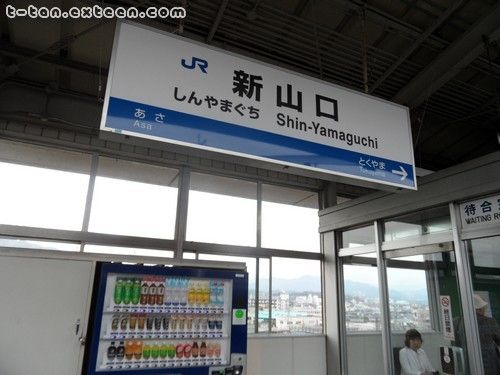 t-tan.exteen.com
JR
新山口
しんやまぐち Shin-Yamaguchi
あさ
Asa
とくやま
Tokuyama
待合
WAITING